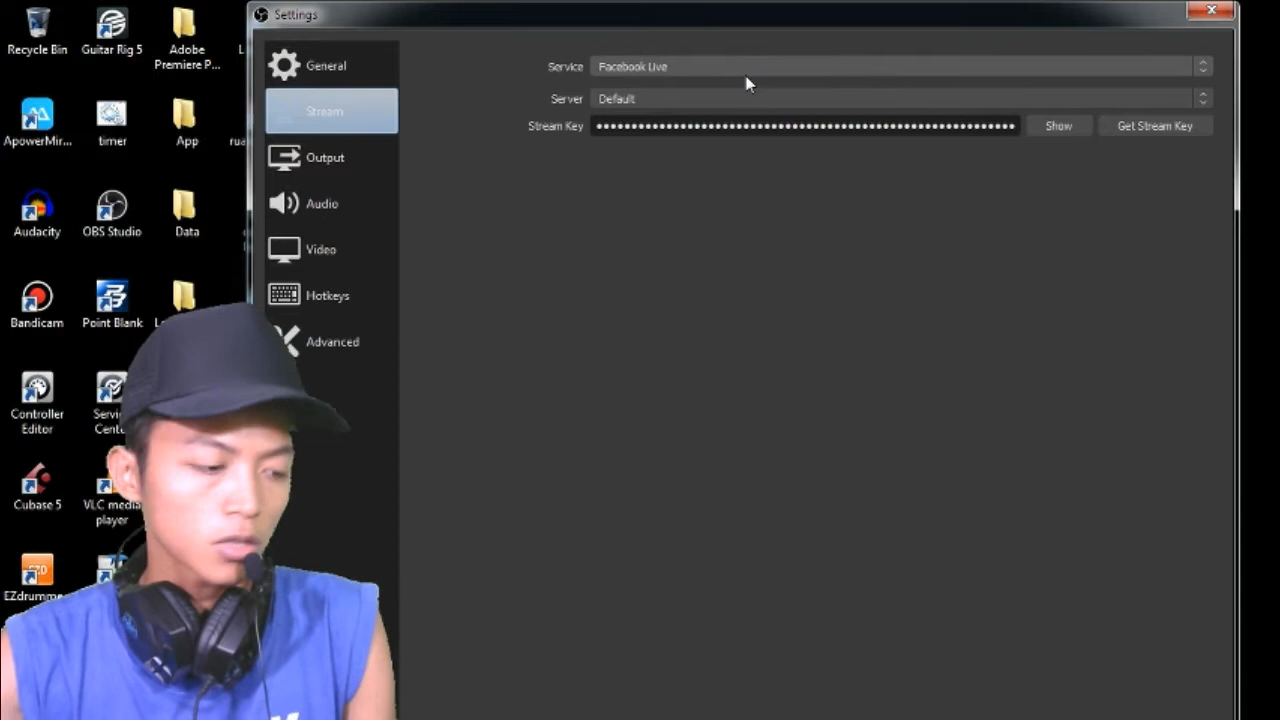 Settings
Recycle Bin
Guitar Rig 5
Adobe
Premiere P...
General
Service
Facebook Live
Stream
Server
Default
Stream Key
Show
Get Stream Key
ApowerMir...
timer
App
Output
Audio
Audacity
OBS Studio
Data
Video
Hotkeys
Bandicam
Point Blank
Advanced
Controller
Editor
Cubase 5
VLC media
player
EZdrumme